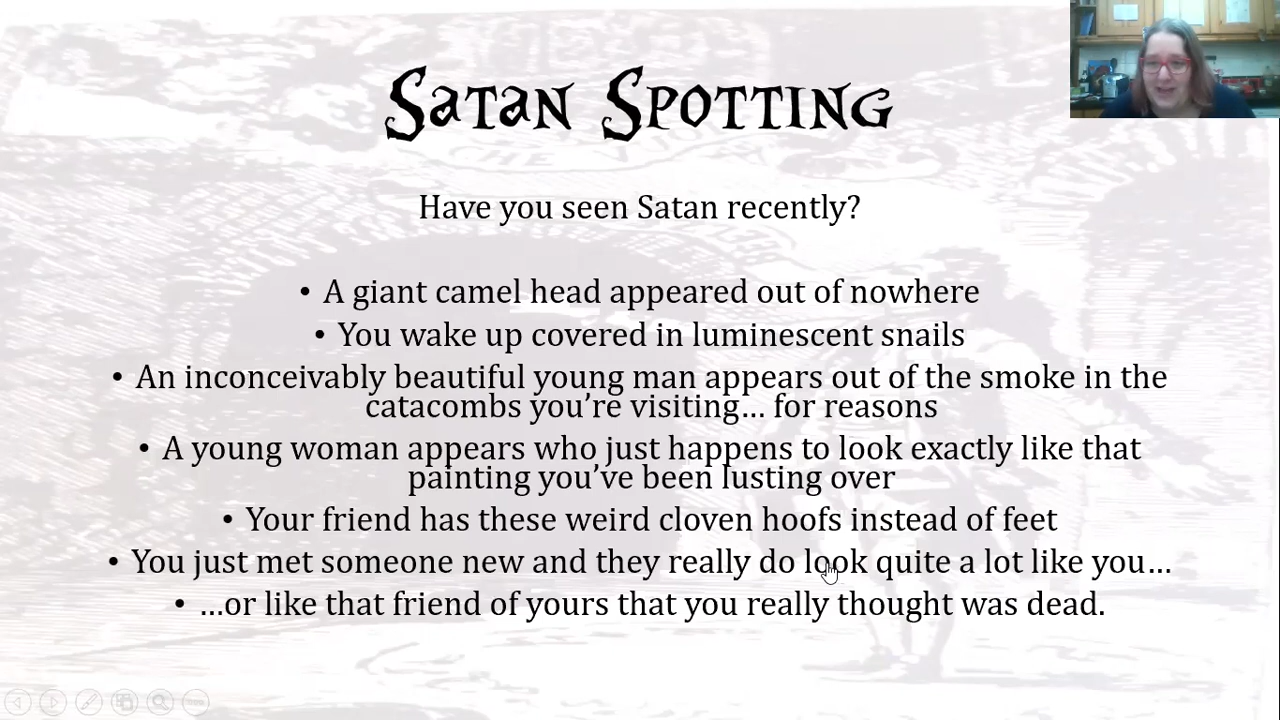 Satan Spotting
Have you seen Satan recently?
• A giant camel head appeared out of nowhere
• You wake up covered in luminescent snails
• An inconceivably beautiful young man appears out of the smoke in the
catacombs you're visiting... for reasons
• A young woman appears who just happens to look exactly like that
painting you've been lusting over
• Your friend has these weird cloven hoofs instead of feet
• You just met someone new and they really do look quite a lot like you...
• ...or like that friend of yours that you really thought was dead.